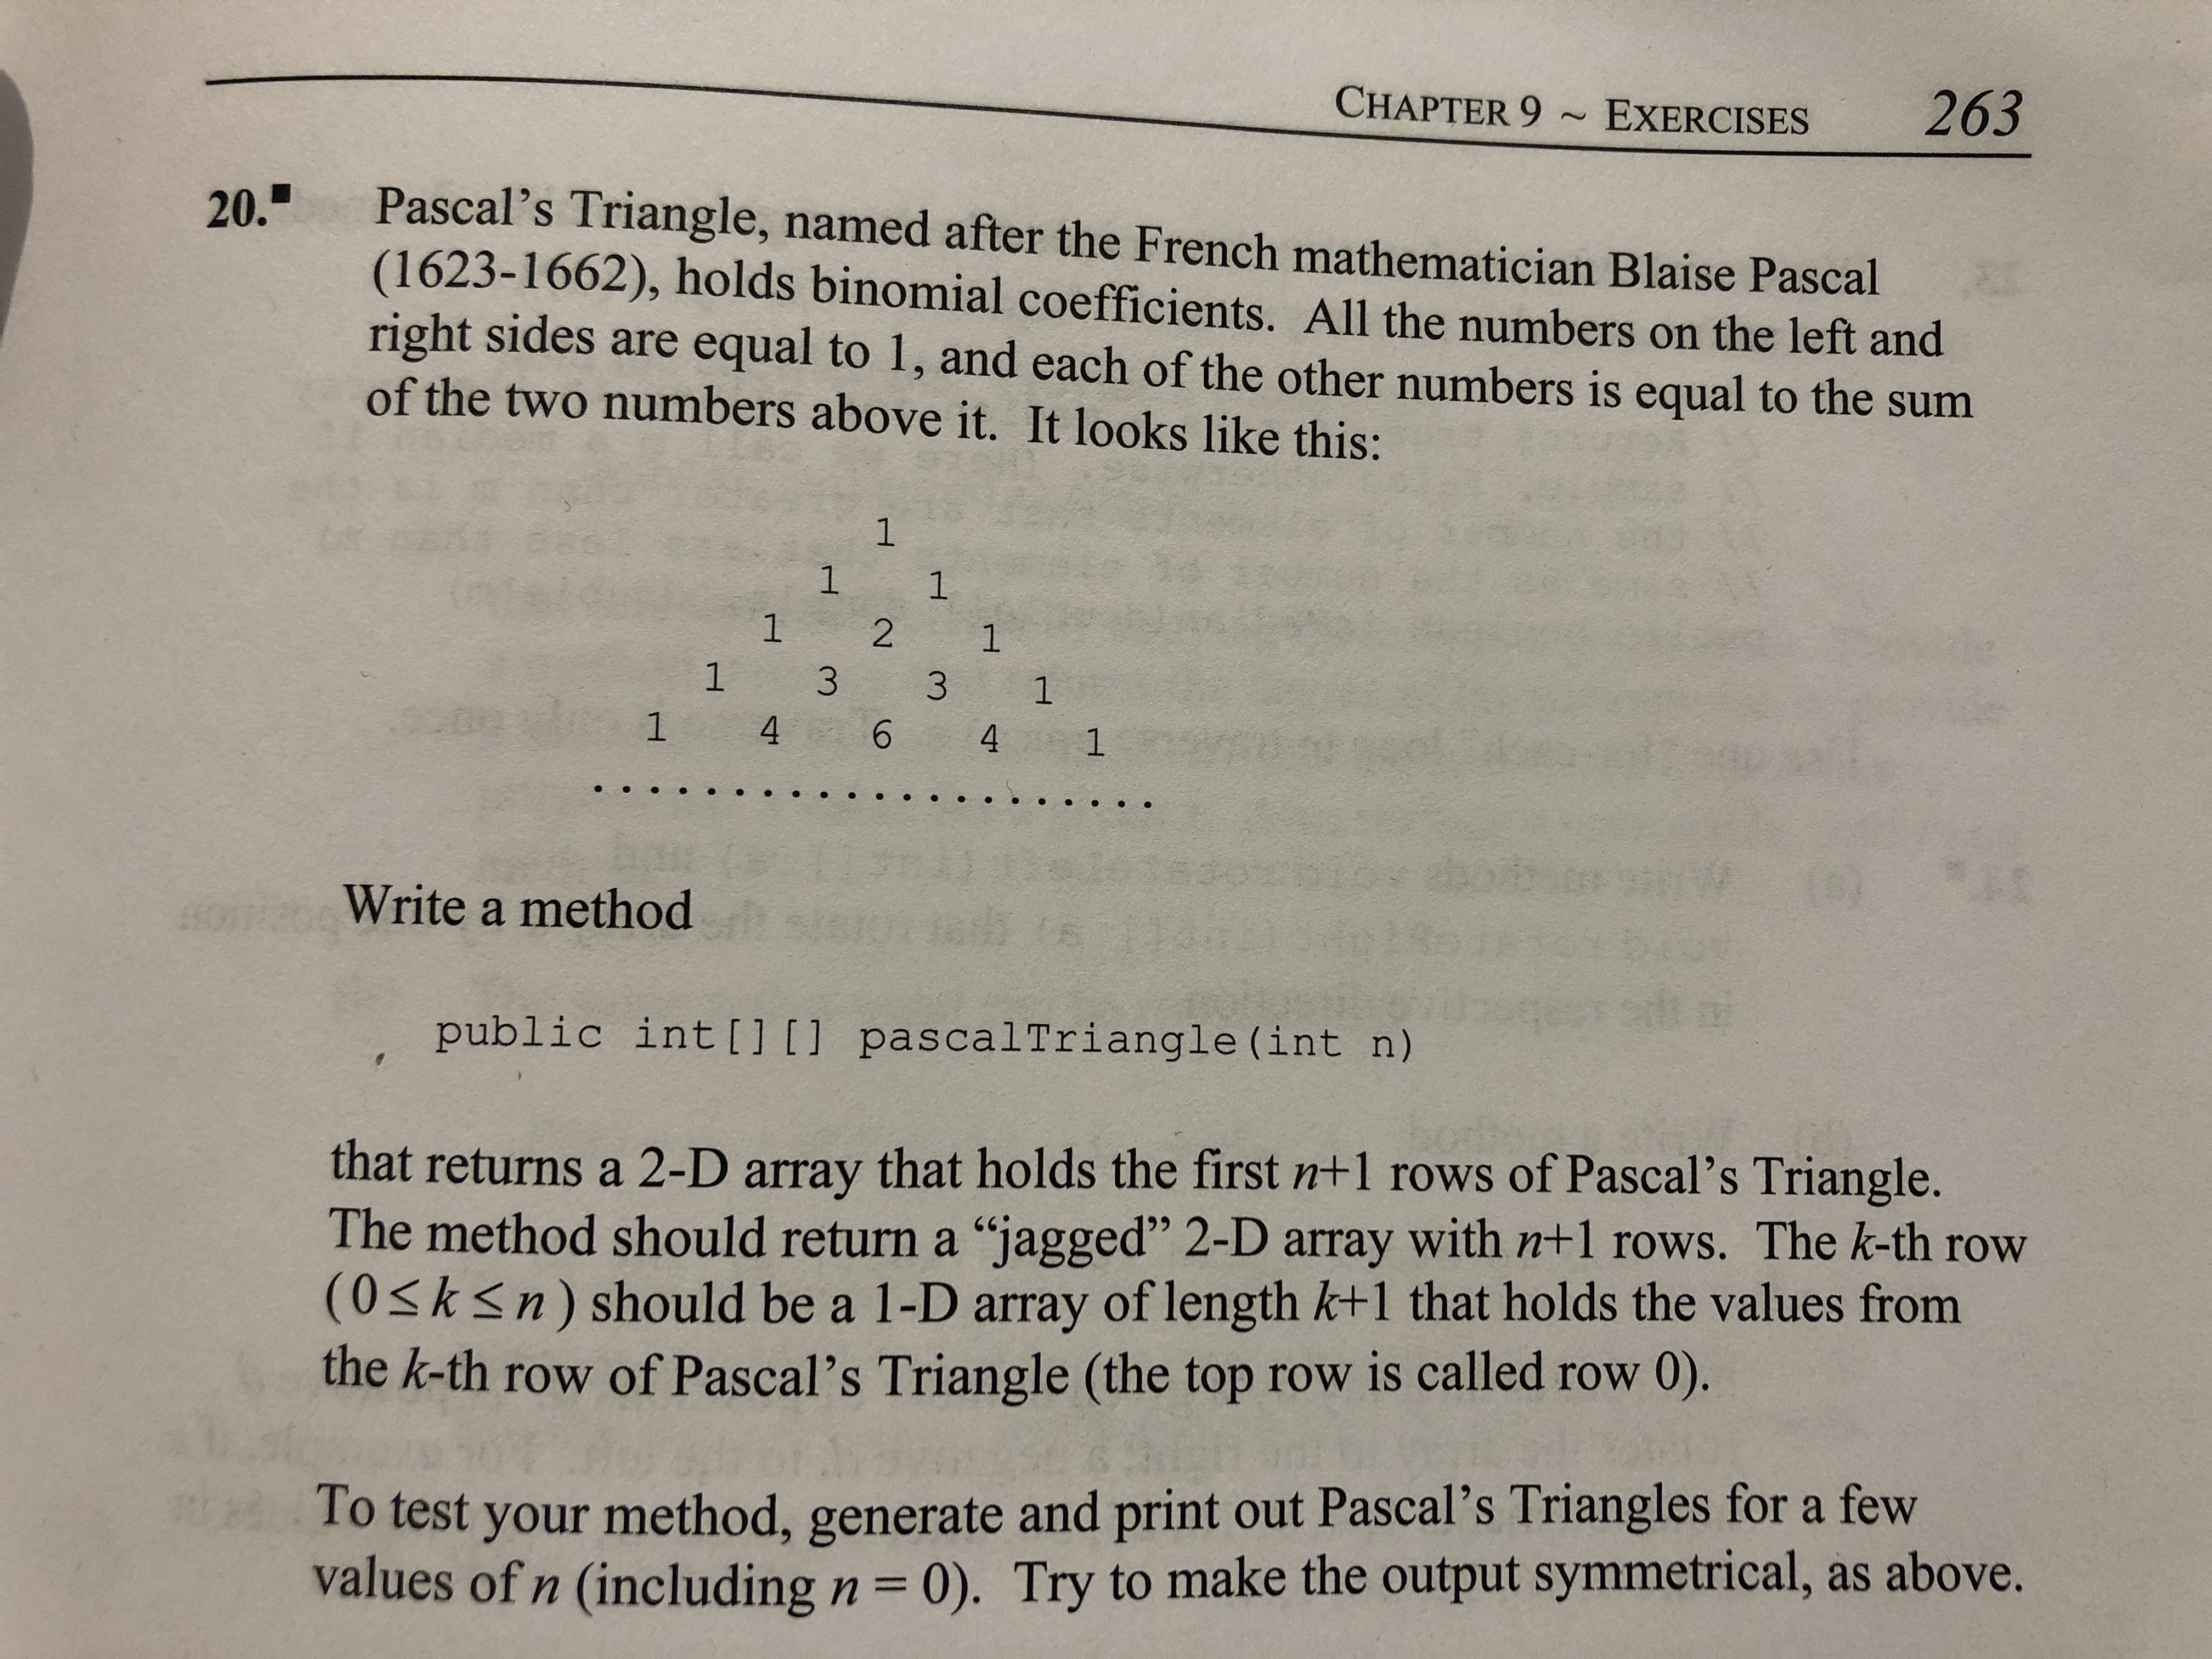 CHAPTER 9 ~ EXERCISES 263
20.■ Pascal’s Triangle, named after the French mathematician Blaise Pascal
(1623-1662), holds binomial coefficients. All the numbers on the left and
right sides are equal to 1, and each of the other numbers is equal to the sum
of the two numbers above it. It looks like this:
1
1 1
1 2 1
1 3 3 1
1 4 6 4 1
.....................
Write a method
public int[][] pascalTriangle(int n)
that returns a 2-D array that holds the first n+1 rows of Pascal’s Triangle.
The method should return a “jagged” 2-D array with n+1 rows. The k-th row
(0 ≤ k ≤ n) should be a 1-D array of length k+1 that holds the values from
the k-th row of Pascal’s Triangle (the top row is called row 0).
To test your method, generate and print out Pascal’s Triangles for a few
values of n (including n = 0). Try to make the output symmetrical, as above.